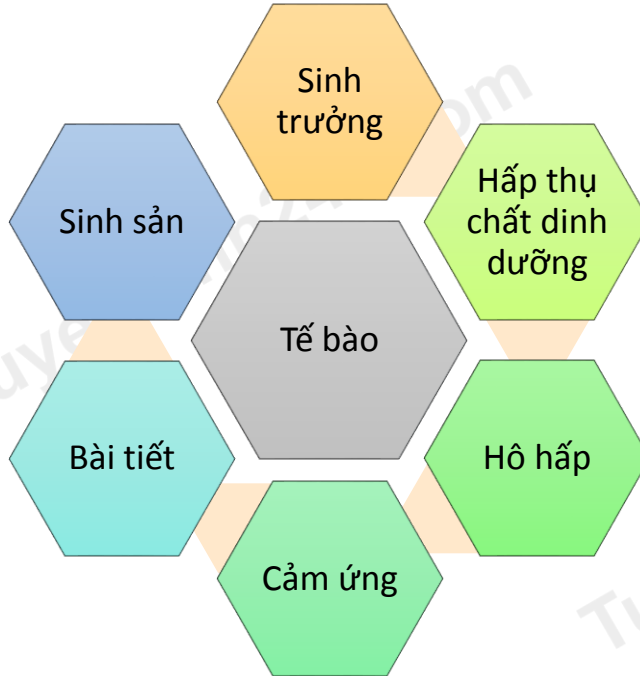 Sinh
trưởng
Hấp thụ
chất dinh
dưỡng
Sinh sản
Tế bào
Bài tiết
Hô hấp
Cảm ứng